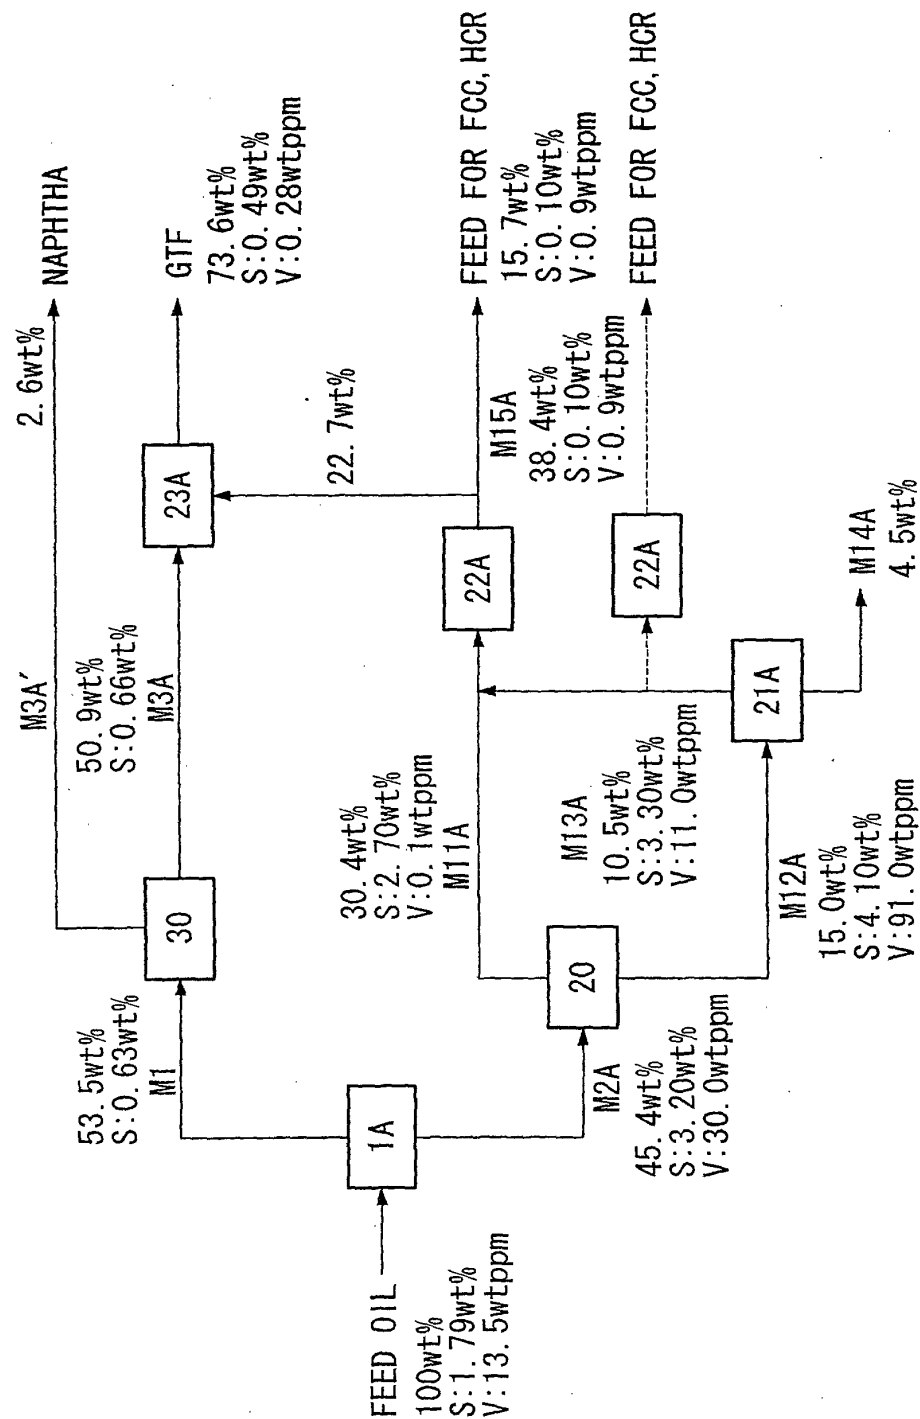 FEED OIL
100wt%
S:1.79wt%
V:13.5wtppm
1A
53.5wt%
S:0.63wt%
M1
30
M3A′
2.6wt%
NAPHTHA
50.9wt%
S:0.66wt%
M3A
23A
GTF
73.6wt%
S:0.49wt%
V:0.28wtppm
22.7wt%
M2A
45.4wt%
S:3.20wt%
V:30.0wtppm
20
30.4wt%
S:2.70wt%
V:0.1wtppm
M11A
22A
M15A
38.4wt%
S:0.10wt%
V:0.9wtppm
FEED FOR FCC, HCR
15.7wt%
S:0.10wt%
V:0.9wtppm
M13A
10.5wt%
S:3.30wt%
V:11.0wtppm
22A
FEED FOR FCC, HCR
M12A
15.0wt%
S:4.10wt%
V:91.0wtppm
21A
M14A
4.5wt%